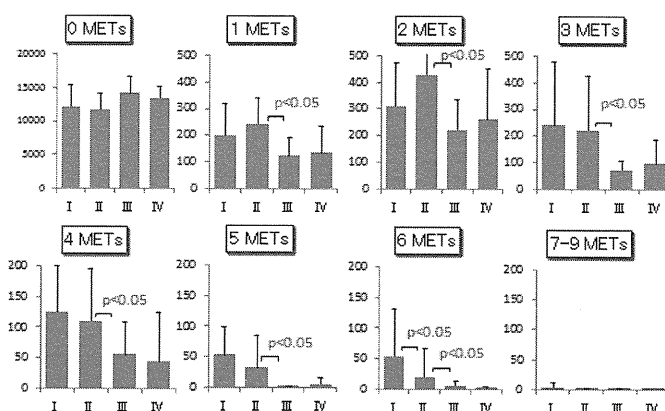 0 METs
1 METs
2 METs
3 METs
20000
15000
10000
5000
0
I II III IV
500
400
300
200
100
0
p<0.05
I II III IV
500
400
300
200
100
0
p<0.05
I II III IV
500
400
300
200
100
0
p<0.05
I II III IV
4 METs
5 METs
6 METs
7-9 METs
200
150
100
50
0
p<0.05
I II III IV
200
150
100
50
0
p<0.05
I II III IV
200
150
100
50
0
p<0.05
p<0.05
I II III IV
200
150
100
50
0
I II III IV